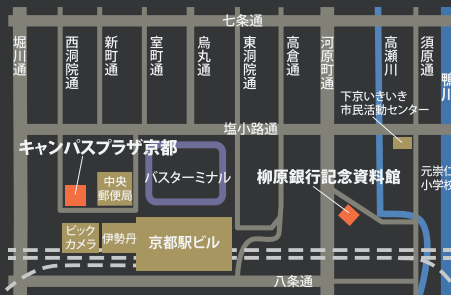 七条通
堀川通
西洞院通
新町通
室町通
烏丸通
東洞院通
高倉通
河原町通
高瀬川
須原通
鴨川
下京いきいき
市民活動センター
塩小路通
キャンパスプラザ京都
バスターミナル
柳原銀行記念資料館
元崇仁
小学校
中央
郵便局
ビック
カメラ
伊勢丹
京都駅ビル
八条通